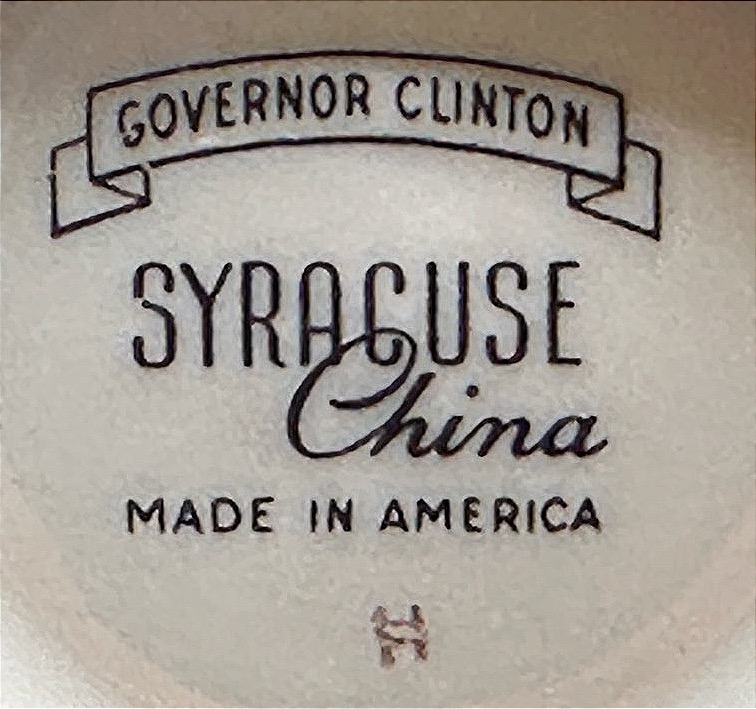 GOVERNOR CLINTON
SYRACUSE
China
MADE IN AMERICA